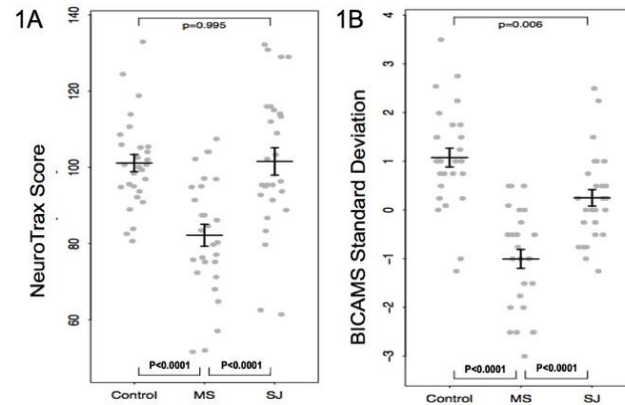 1A
p=0.995
NeuroTrax Score
140
120
100
80
60
P<0.0001 P<0.0001
Control MS SJ
1B
p=0.006
BICAMS Standard Deviation
4
3
2
1
0
-1
-2
-3
P<0.0001 P<0.0001
Control MS SJ